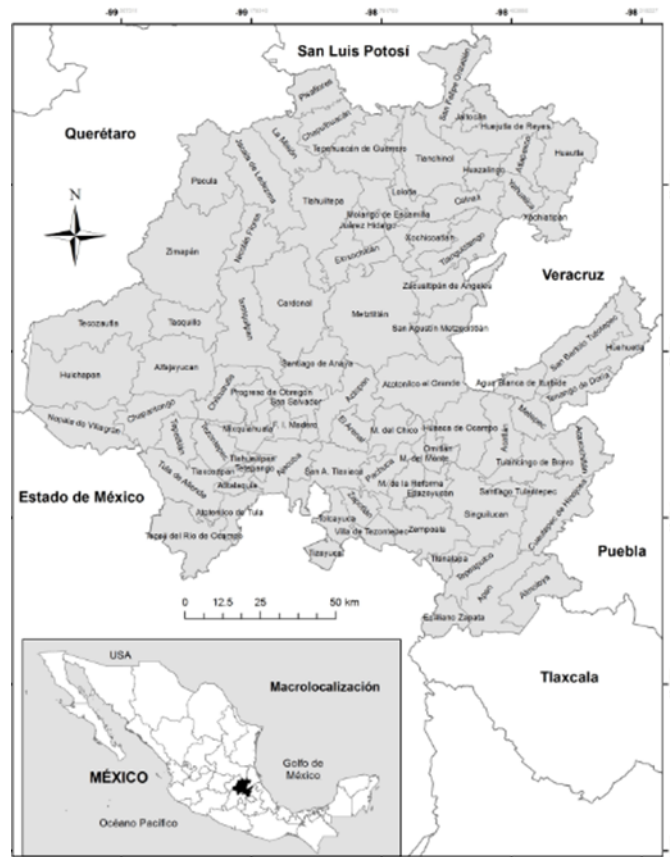 -99
-98
San Luis Potosí
Querétaro
Pisaflores
San Felipe Orizatlán
Chapulhuacán
La Misión
Jaltocán
Huejutla de Reyes
Jacala de Ledezma
Tepehuacán de Guerrero
Tlanchinol
Atlapexco
Huautla
Huazalingo
Pacula
Tlahuiltepa
Lolotla
Calnali
Yahualica
Xochiatipan
Molango de Escamilla
Juárez Hidalgo
N
Nicolás Flores
Xochicoatlán
Tianguistengo
Zimapán
Eloxochitlán
Veracruz
Zacualtipán de Ángeles
Cardonal
Metztitlán
Tecozautla
Tasquillo
Ixmiquilpan
San Agustín Metzquititlán
San Bartolo Tutotepec
Huehuetla
Huichapan
Alfajayucan
Santiago de Anaya
Atotonilco el Grande
Agua Blanca de Iturbide
Tenango de Doria
Chilcuautla
Progreso de Obregón
San Salvador
Actopan
Nopala de Villagrán
Chapantongo
Mixquiahuala
F. I. Madero
El Arenal
M. del Chico
Huasca de Ocampo
Metepec
Acaxochitlán
Tepetitlán
Tezontepec
Tlahuelilpan
Omitlán
Acatlán
Tula de Allende
Tlaxcoapan
Tetepango
Ajacuba
San A. Tlaxiaca
Pachuca
M. del Monte
Tulancingo de Bravo
Estado de México
Atitalaquia
M. de la Reforma
Epazoyucan
Santiago Tulantepec
Atotonilco de Tula
Zapotlán
Tolcayuca
Singuilucan
Cuautepec de Hinojosa
Tepeji del Río de Ocampo
Villa de Tezontepec
Zempoala
Puebla
Tizayuca
Tlanalapa
Tepeapulco
Apan
Almoloya
0 12.5 25 50 km
Emiliano Zapata
Tlaxcala
USA
Macrolocalización
MÉXICO
Golfo de
México
Océano Pacífico